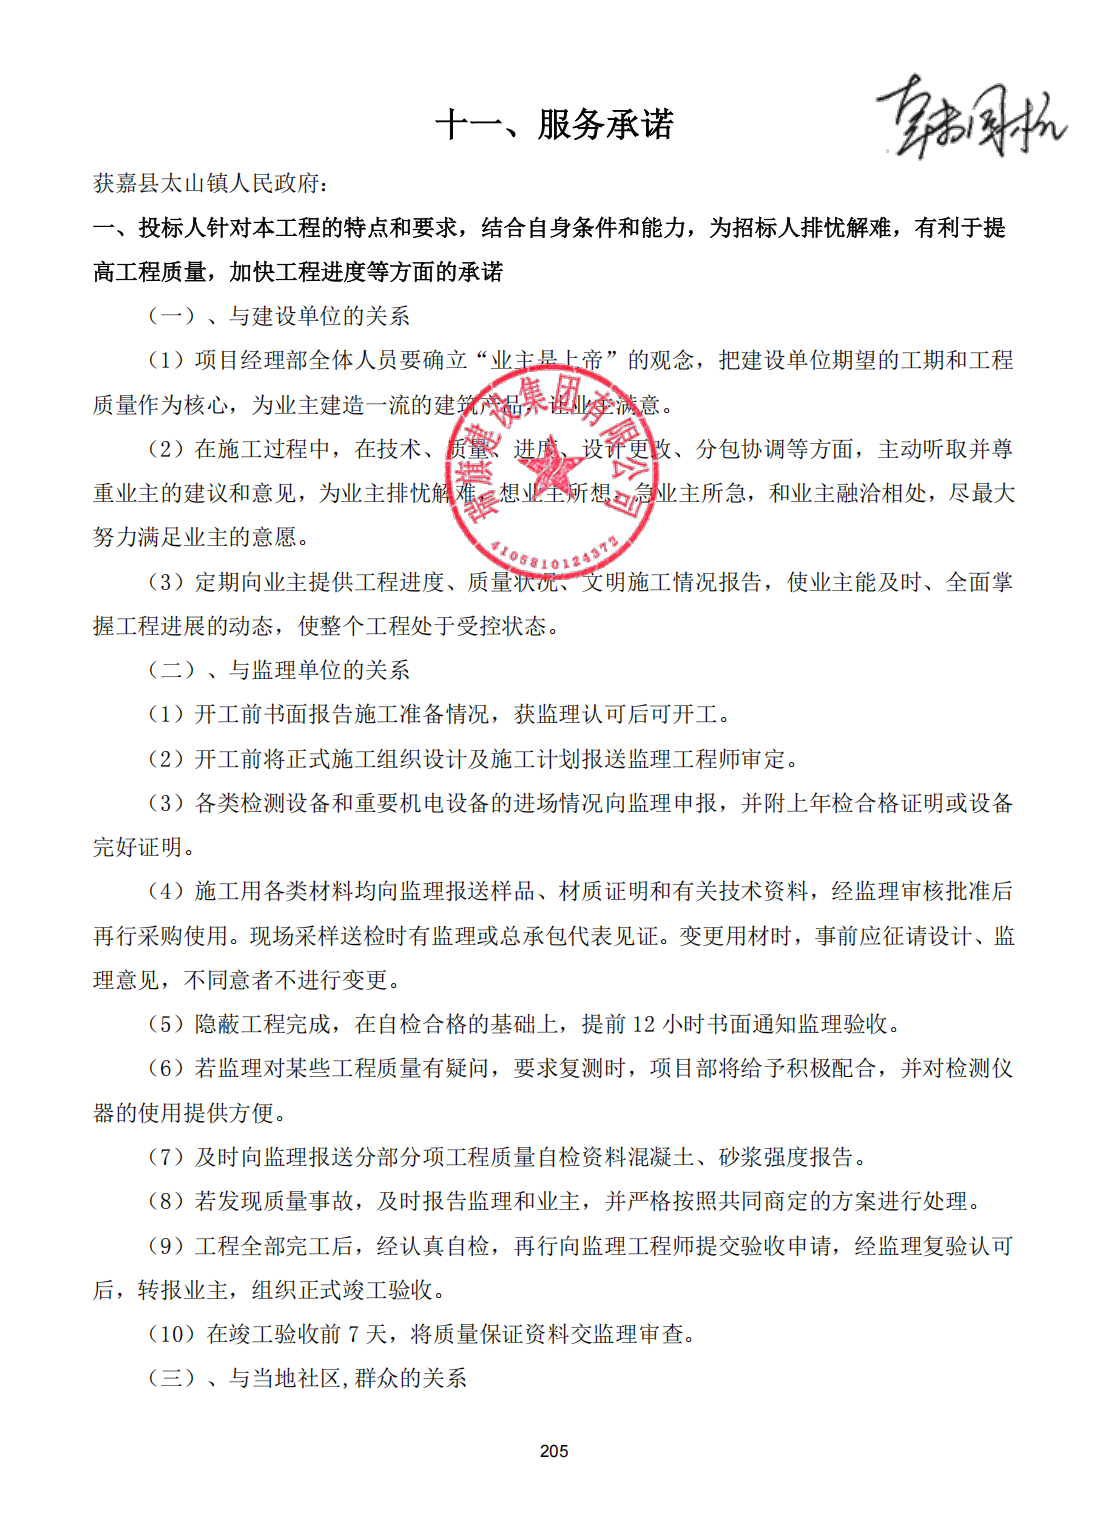 十一、服务承诺
获嘉县太山镇人民政府：
一、投标人针对本工程的特点和要求，结合自身条件和能力，为招标人排忧解难，有利于提
高工程质量，加快工程进度等方面的承诺
（一）、与建设单位的关系
（1）项目经理部全体人员要确立“业主是上帝”的观念，把建设单位期望的工期和工程
质量作为核心，为业主建造一流的建筑产品，让业主满意。
（2）在施工过程中，在技术、质量、进度、设计更改、分包协调等方面，主动听取并尊
重业主的建议和意见，为业主排忧解难，想业主所想，急业主所急，和业主融洽相处，尽最大
努力满足业主的意愿。
（3）定期向业主提供工程进度、质量状况、文明施工情况报告，使业主能及时、全面掌
握工程进展的动态，使整个工程处于受控状态。
（二）、与监理单位的关系
（1）开工前书面报告施工准备情况，获监理认可后可开工。
（2）开工前将正式施工组织设计及施工计划报送监理工程师审定。
（3）各类检测设备和重要机电设备的进场情况向监理申报，并附上年检合格证明或设备
完好证明。
（4）施工用各类材料均向监理报送样品、材质证明和有关技术资料，经监理审核批准后
再行采购使用。现场采样送检时有监理或总承包代表见证。变更用材时，事前应征请设计、监
理意见，不同意者不进行变更。
（5）隐蔽工程完成，在自检合格的基础上，提前 12 小时书面通知监理验收。
（6）若监理对某些工程质量有疑问，要求复测时，项目部将给予积极配合，并对检测仪
器的使用提供方便。
（7）及时向监理报送分部分项工程质量自检资料混凝土、砂浆强度报告。
（8）若发现质量事故，及时报告监理和业主，并严格按照共同商定的方案进行处理。
（9）工程全部完工后，经认真自检，再行向监理工程师提交验收申请，经监理复验认可
后，转报业主，组织正式竣工验收。
（10）在竣工验收前 7 天，将质量保证资料交监理审查。
（三）、与当地社区,群众的关系
旗建设集团有限公司
4105810124372
205